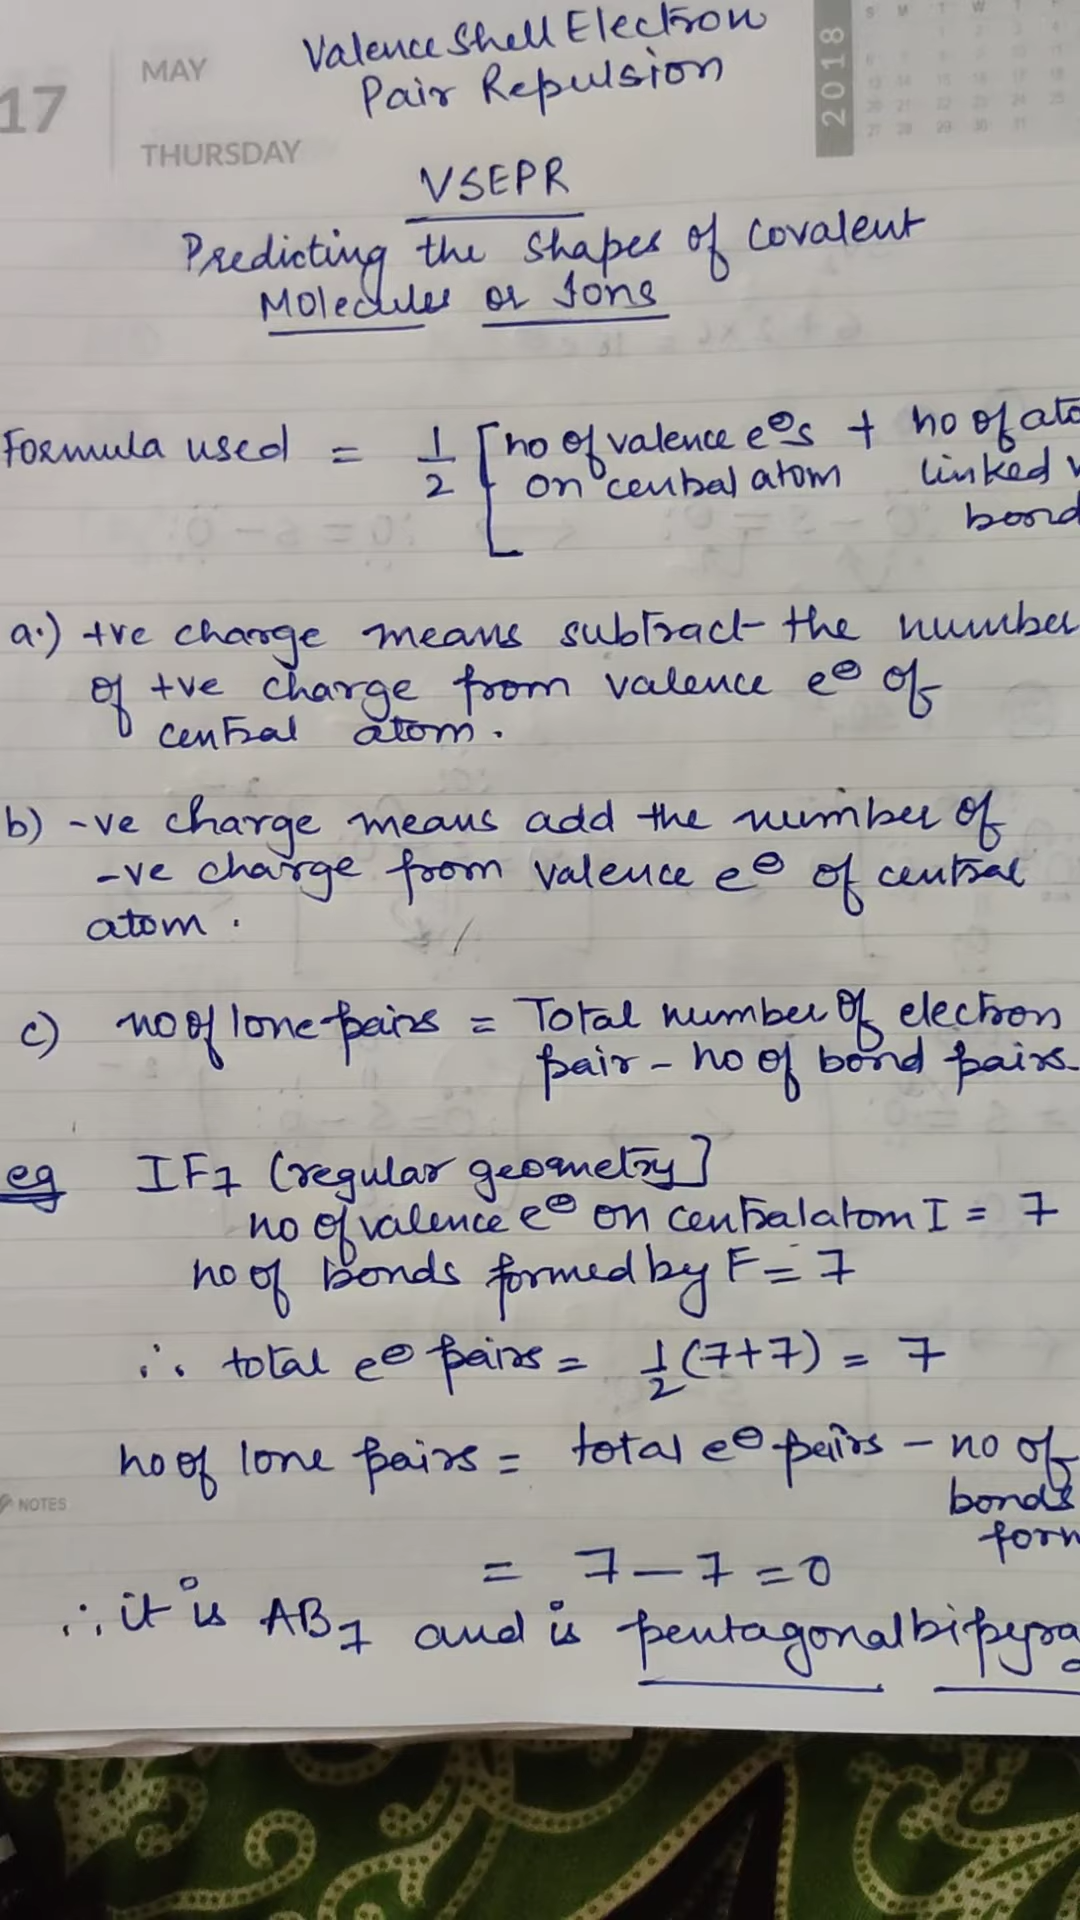 Valence Shell Electron
Pair Repulsion
17
MAY
THURSDAY
2018
S M T W T
VSEPR
Predicting the Shapes of Covalent
Molecules or Ions
Formula used = 1/2 [no of valence e⊖s + no of ato
on central atom linked
bond
a.) +ve charge means subtract the number
of +ve charge from valence e⊖ of
central atom.
b) -ve charge means add the number of
-ve charge from valence e⊖ of central
atom.
c) no of lone pairs = Total number of electron
pair - no of bond pairs
eg IF7 (regular geometry]
no of valence e⊖ on central atom I = 7
no of bonds formed by F = 7
∴ total e⊖ pairs = 1/2 (7+7) = 7
no of lone pairs = total e⊖ pairs - no of
NOTES
bonds
form
= 7 - 7 = 0
∴ it is AB7 and is pentagonal bipyra